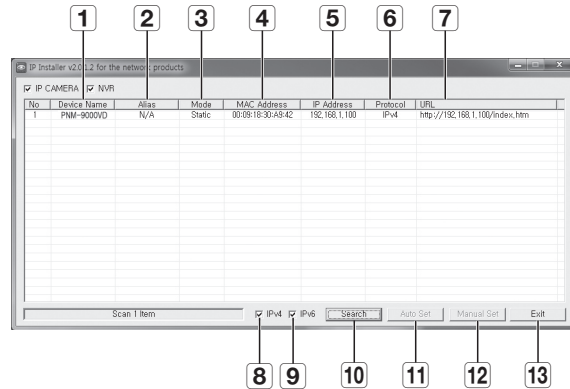 1 2 3 4 5 6 7
IP Installer v2.0.1.2 for the network products
IP CAMERA NVR
No Device Name Alias Mode MAC Address IP Address Protocol URL
1 PNM-9000VD N/A Static 00:09:18:30:A9:42 192,168,1,100 IPv4 http://192,168,1,100/index,htm
Scan 1 Item IPv4 IPv6 Search Auto Set Manual Set Exit
8 9 10 11 12 13